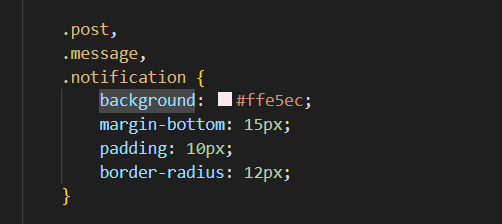 .post,
.message,
.notification {
background: #ffe5ec;
margin-bottom: 15px;
padding: 10px;
border-radius: 12px;
}